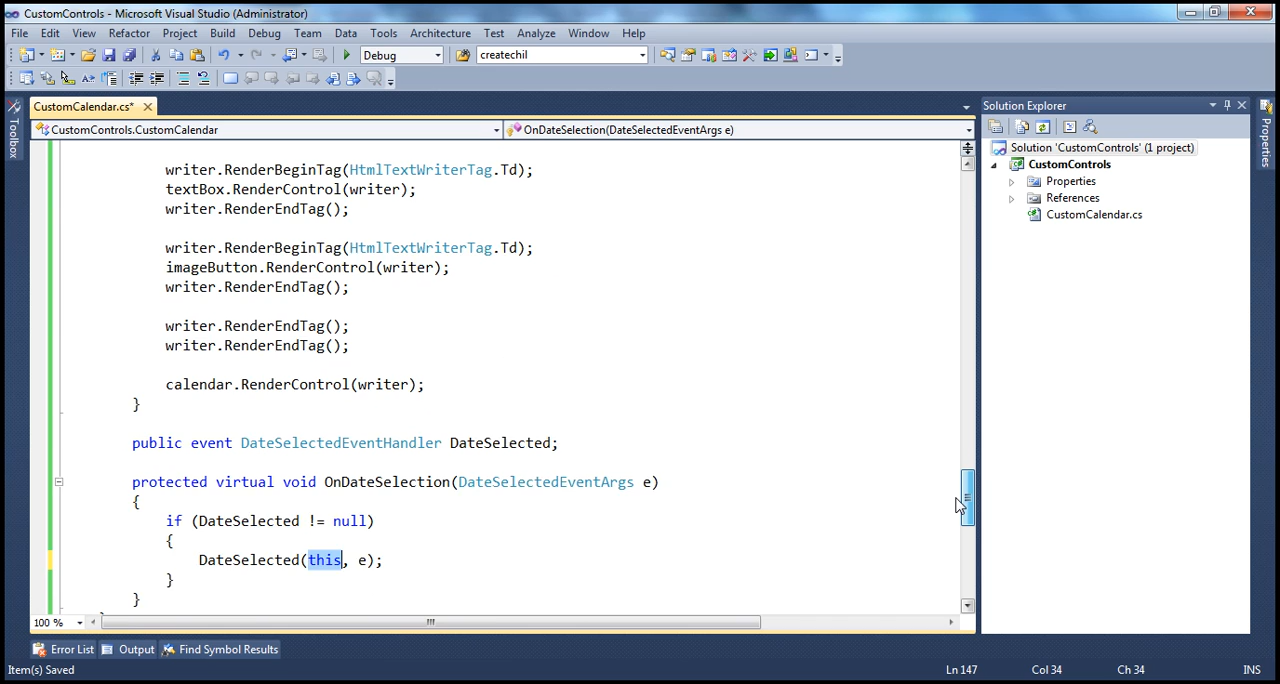 CustomControls - Microsoft Visual Studio (Administrator)
File Edit View Refactor Project Build Debug Team Data Tools Architecture Test Analyze Window Help
Debug createchil
CustomCalendar.cs*
CustomControls.CustomCalendar OnDateSelection(DateSelectedEventArgs e)
Toolbox
writer.RenderBeginTag(HtmlTextWriterTag.Td);
textBox.RenderControl(writer);
writer.RenderEndTag();
writer.RenderBeginTag(HtmlTextWriterTag.Td);
imageButton.RenderControl(writer);
writer.RenderEndTag();
writer.RenderEndTag();
writer.RenderEndTag();
calendar.RenderControl(writer);
}
public event DateSelectedEventHandler DateSelected;
protected virtual void OnDateSelection(DateSelectedEventArgs e)
{
if (DateSelected != null)
{
DateSelected(this, e);
}
}
100 %
Solution Explorer
Solution 'CustomControls' (1 project)
CustomControls
Properties
References
CustomCalendar.cs
Properties
Error List Output Find Symbol Results
Item(s) Saved Ln 147 Col 34 Ch 34 INS